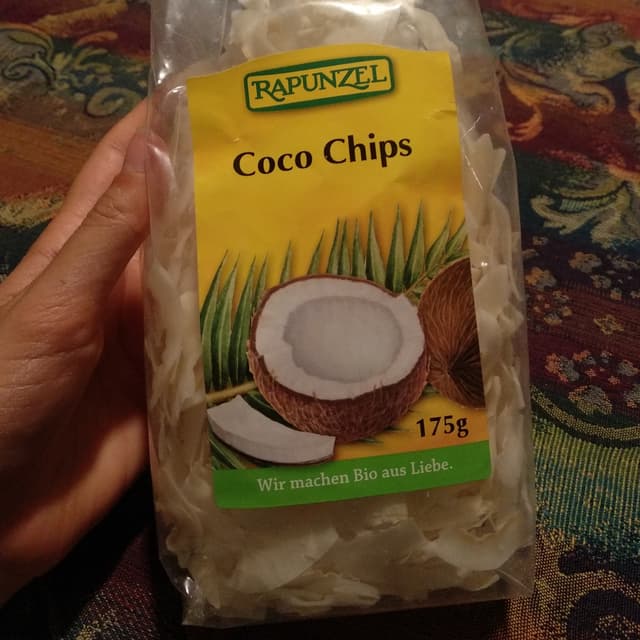 RAPUNZEL
Coco Chips
175g
Wir machen Bio aus Liebe.